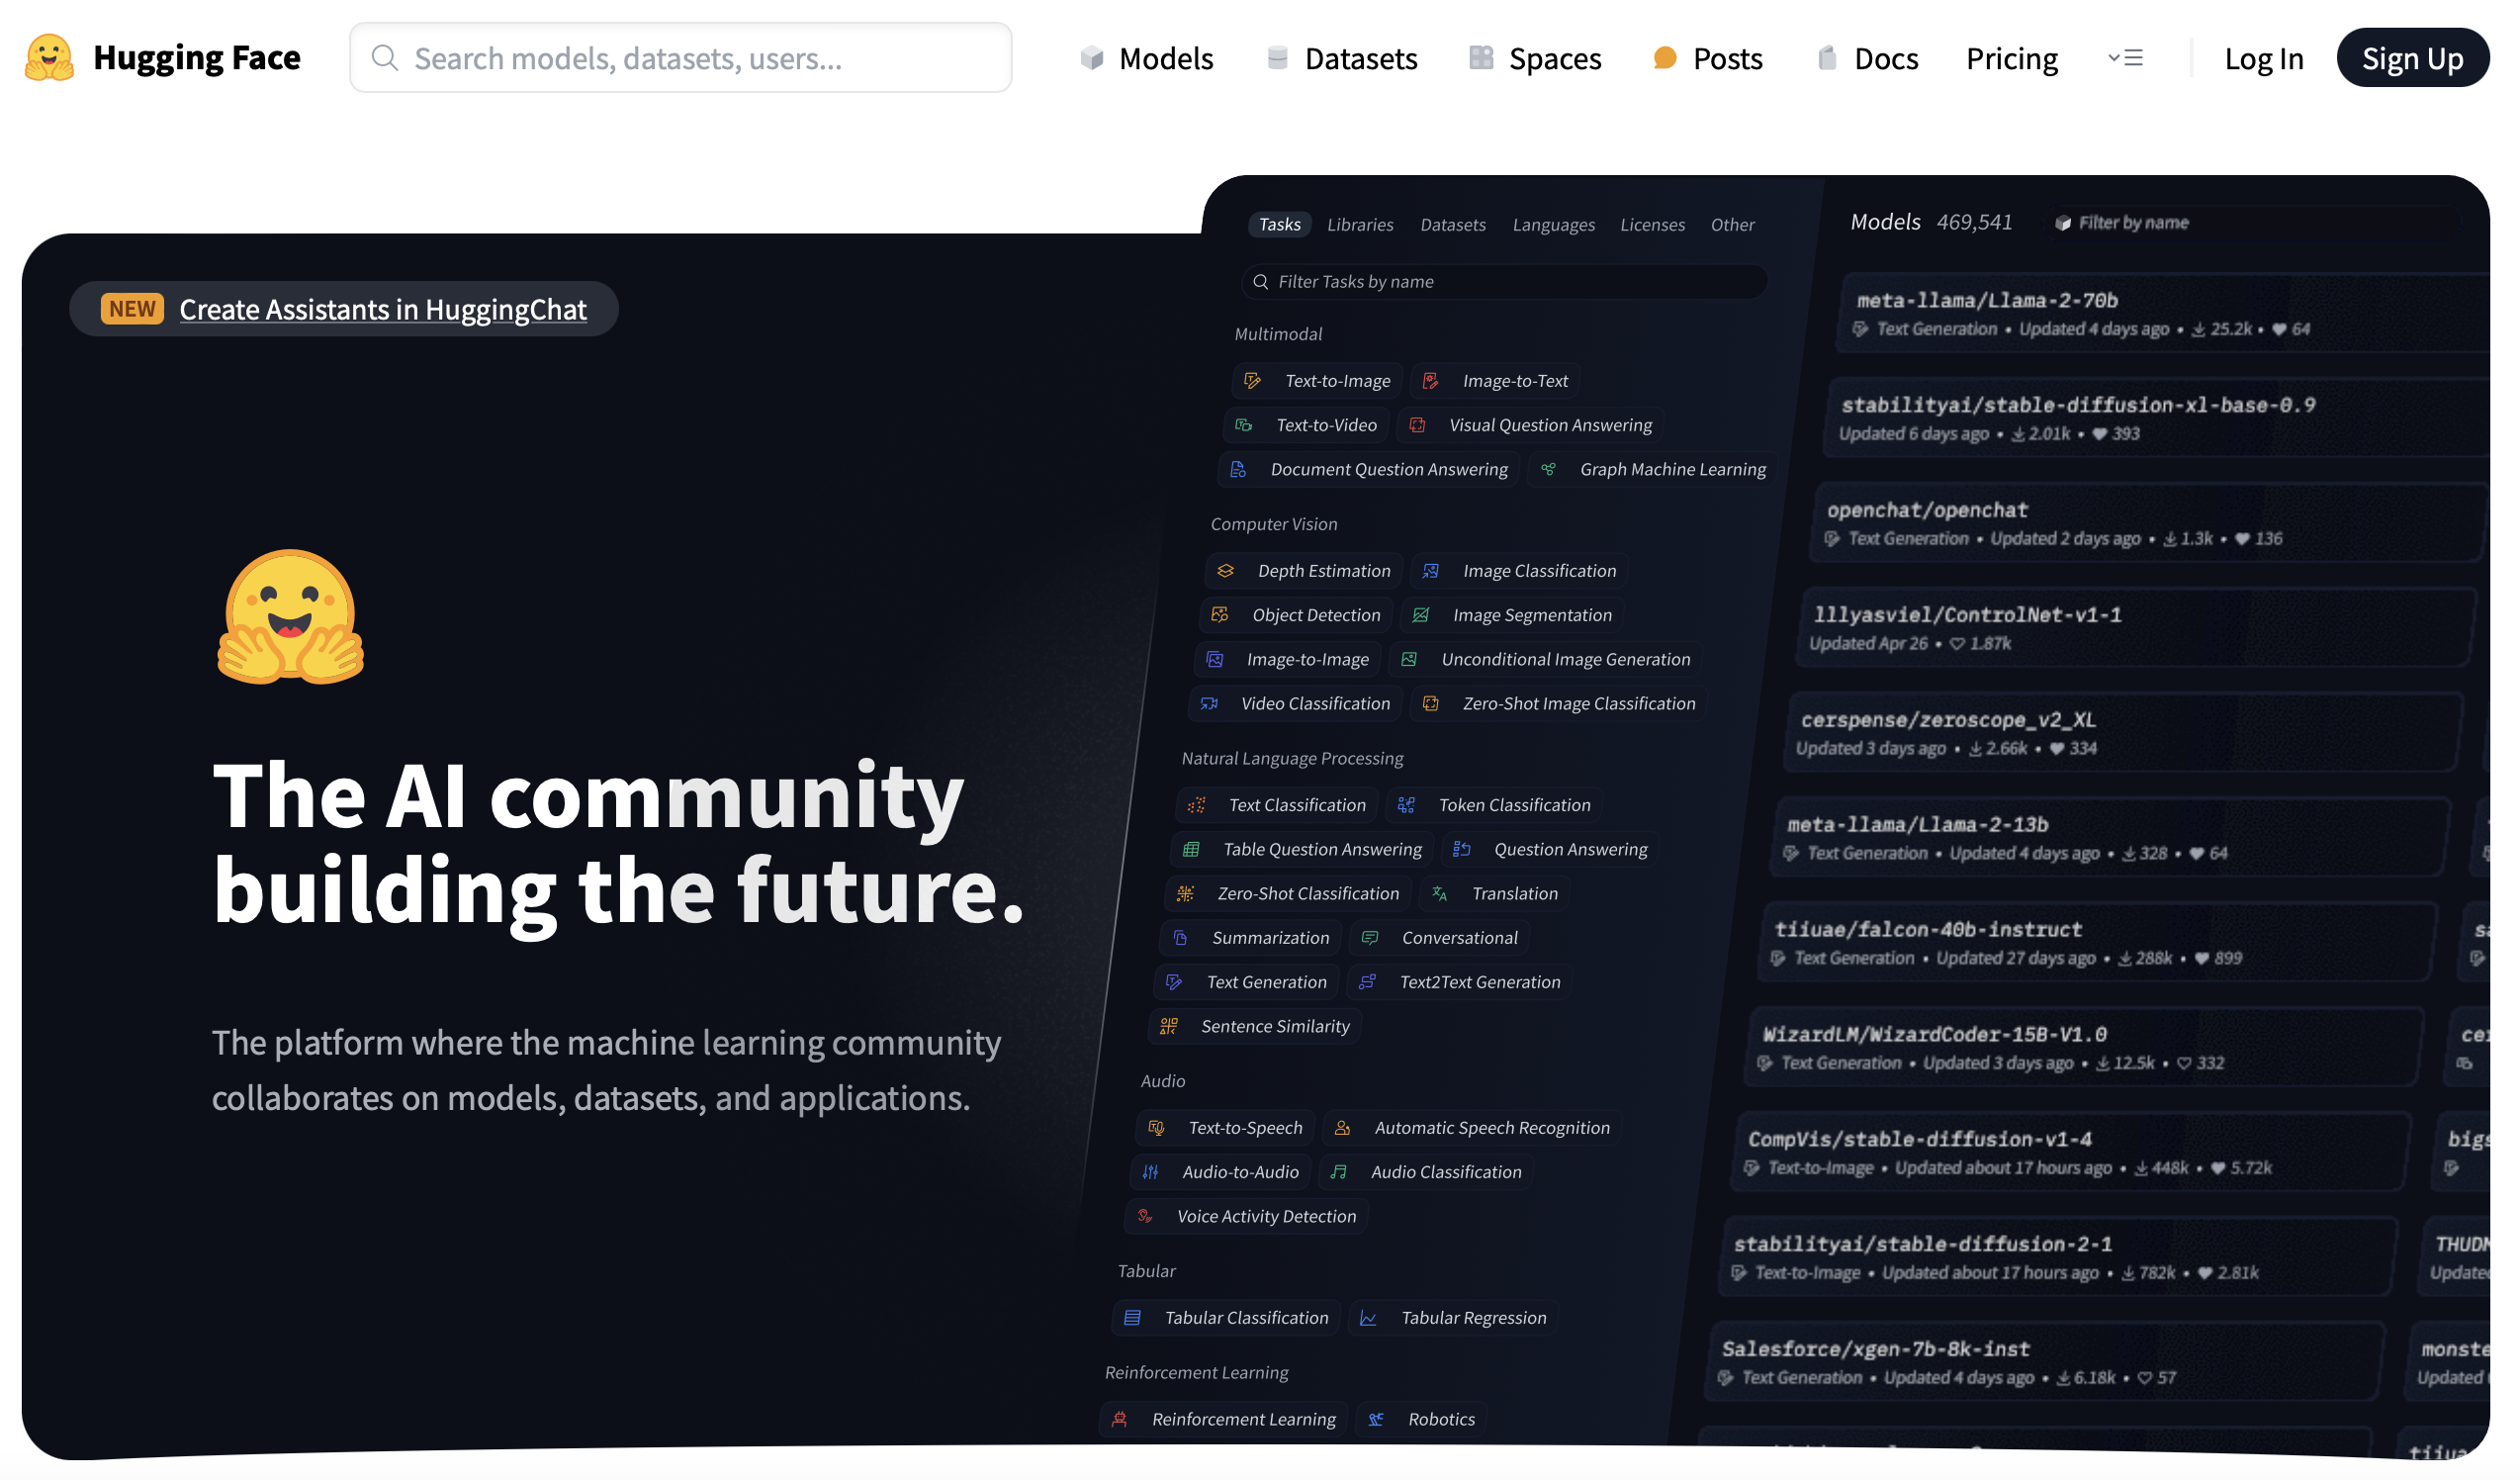 Hugging Face
Search models, datasets, users...
Models
Datasets
Spaces
Posts
Docs
Pricing
Log In
Sign Up
NEW Create Assistants in HuggingChat
The AI community
building the future.
The platform where the machine learning community
collaborates on models, datasets, and applications.
Tasks Libraries Datasets Languages Licenses Other
Filter Tasks by name
Multimodal
Text-to-Image Image-to-Text
Text-to-Video Visual Question Answering
Document Question Answering Graph Machine Learning
Computer Vision
Depth Estimation Image Classification
Object Detection Image Segmentation
Image-to-Image Unconditional Image Generation
Video Classification Zero-Shot Image Classification
Natural Language Processing
Text Classification Token Classification
Table Question Answering Question Answering
Zero-Shot Classification Translation
Summarization Conversational
Text Generation Text2Text Generation
Sentence Similarity
Audio
Text-to-Speech Automatic Speech Recognition
Audio-to-Audio Audio Classification
Voice Activity Detection
Tabular
Tabular Classification Tabular Regression
Reinforcement Learning
Reinforcement Learning Robotics
Models 469,541 Filter by name
meta-llama/Llama-2-70b
Text Generation • Updated 4 days ago • 25.2k • 64
stabilityai/stable-diffusion-xl-base-0.9
Updated 6 days ago • 2.01k • 393
openchat/openchat
Text Generation • Updated 2 days ago • 1.3k • 136
lllyasviel/ControlNet-v1-1
Updated Apr 26 • 1.87k
cerspense/zeroscope_v2_XL
Updated 3 days ago • 2.66k • 334
meta-llama/Llama-2-13b
Text Generation • Updated 4 days ago • 328 • 64
tiiuae/falcon-40b-instruct
Text Generation • Updated 27 days ago • 288k • 899
WizardLM/WizardCoder-15B-V1.0
Text Generation • Updated 3 days ago • 12.5k • 332
CompVis/stable-diffusion-v1-4
Text-to-Image • Updated about 17 hours ago • 448k • 5.72k
stabilityai/stable-diffusion-2-1
Text-to-Image • Updated about 17 hours ago • 782k • 2.81k
Salesforce/xgen-7b-8k-inst
Text Generation • Updated 4 days ago • 6.18k • 57
bigs
THUDM
Updated
monste
Updated